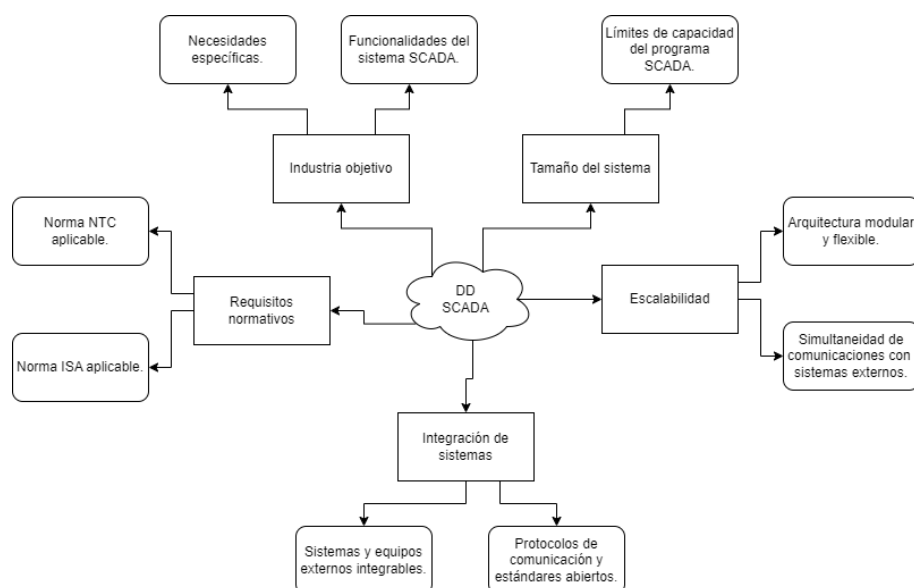 Necesidades
específicas.
Funcionalidades del
sistema SCADA.
Límites de capacidad
del programa
SCADA.
Industria objetivo
Tamaño del sistema
Norma NTC
aplicable.
Arquitectura modular
y flexible.
Requisitos
normativos
DD
SCADA
Escalabilidad
Norma ISA aplicable.
Simultaneidad de
comunicaciones con
sistemas externos.
Integración de
sistemas
Sistemas y equipos
externos integrables.
Protocolos de
comunicación y
estándares abiertos.